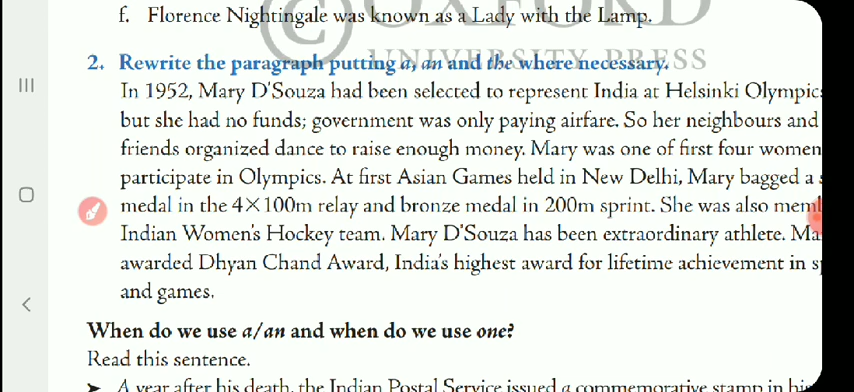 f. Florence Nightingale was known as a Lady with the Lamp.
UNIVERSITY PRESS
2. Rewrite the paragraph putting a, an and the where necessary.
In 1952, Mary D'Souza had been selected to represent India at Helsinki Olympic
but she had no funds; government was only paying airfare. So her neighbours and
friends organized dance to raise enough money. Mary was one of first four women
participate in Olympics. At first Asian Games held in New Delhi, Mary bagged a
medal in the 4×100m relay and bronze medal in 200m sprint. She was also
Indian Women's Hockey team. Mary D'Souza has been extraordinary athlete.
awarded Dhyan Chand Award, India's highest award for lifetime achievement in
and games.
When do we use a/an and when do we use one?
Read this sentence.
➤ A year after his death, the Indian Postal Service issued a commemorative stamp in